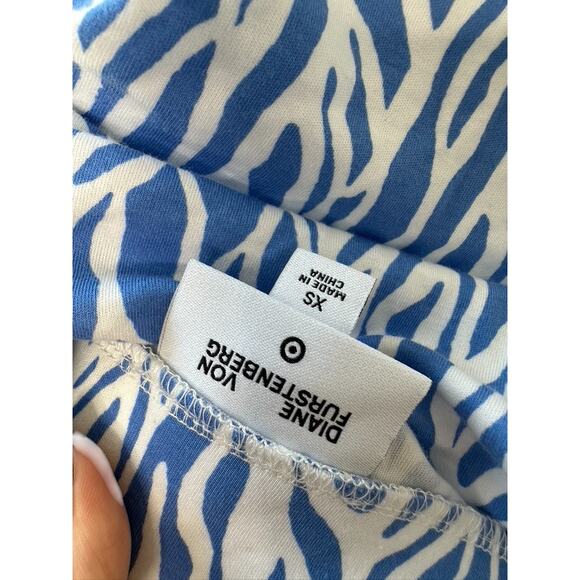 DIANE
VON
FURSTENBERG
XS
MADE IN
CHINA